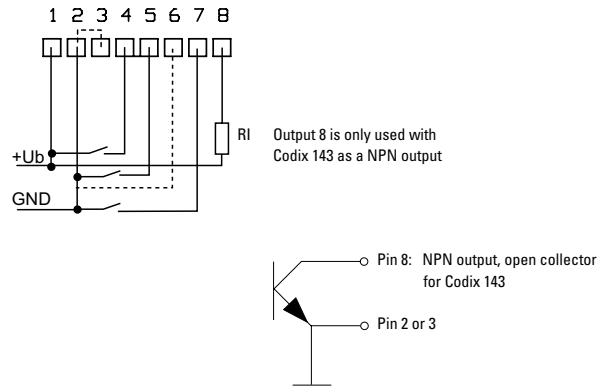 1 2 3 4 5 6 7 8
RI
Output 8 is only used with
Codix 143 as a NPN output
+Ub
GND
Pin 8: NPN output, open collector
for Codix 143
Pin 2 or 3